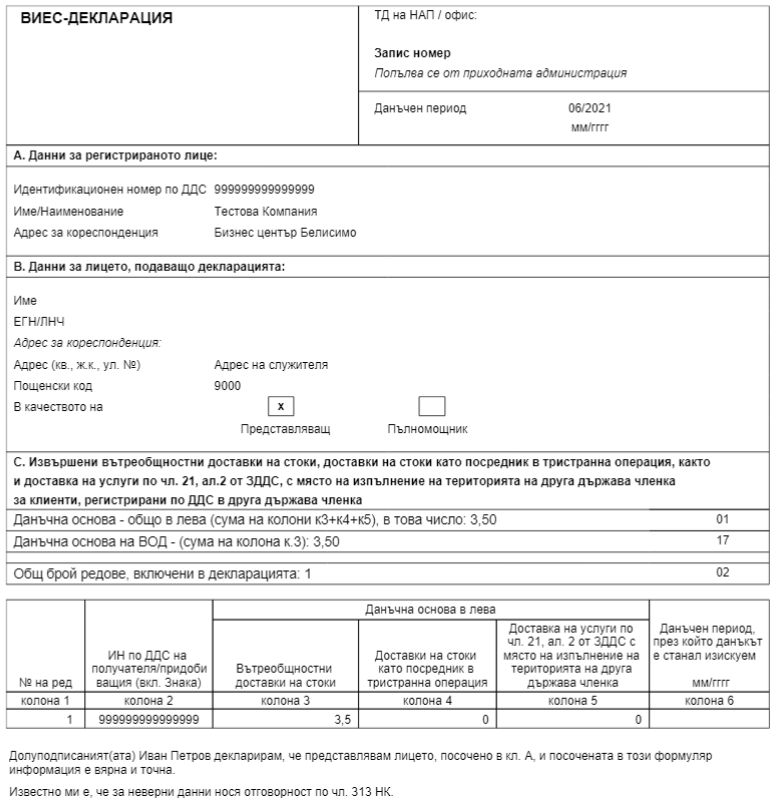 ВИЕС-ДЕКЛАРАЦИЯ
ТД на НАП / офис:
Запис номер
Попълва се от приходната администрация
Данъчен период 06/2021
мм/гггг
А. Данни за регистрираното лице:
Идентификационен номер по ДДС 999999999999999
Име/Наименование Тестова Компания
Адрес за кореспонденция Бизнес център Белисимо
В. Данни за лицето, подаващо декларацията:
Име
ЕГН/ЛНЧ
Адрес за кореспонденция:
Адрес (кв., ж.к., ул. №) Адрес на служителя
Пощенски код 9000
В качеството на x
Представляващ Пълномощник
С. Извършени вътреобщностни доставки на стоки, доставки на стоки като посредник в тристранна операция, както
и доставка на услуги по чл. 21, ал.2 от ЗДДС, с място на изпълнение на територията на друга държава членка
за клиенти, регистрирани по ДДС в друга държава членка
Данъчна основа - общо в лева (сума на колони к3+к4+к5), в това число: 3,50 01
Данъчна основа на ВОД - (сума на колона к.3): 3,50 17
Общ брой редове, включени в декларацията: 1 02
Данъчна основа в лева
№ на ред
ИН по ДДС на
получателя/придоби
ващия (вкл. Знака)
Вътреобщностни
доставки на стоки
Доставки на стоки
като посредник в
тристранна операция
Доставка на услуги по
чл. 21, ал. 2 от ЗДДС с
място на изпълнение на
територията на друга
държава членка
Данъчен период,
през който данъкът
е станал изискуем
мм/гггг
колона 1 колона 2 колона 3 колона 4 колона 5 колона 6
1 999999999999999 3,5 0 0
Долуподписаният(ата) Иван Петров декларирам, че представлявам лицето, посочено в кл. А, и посочената в този формуляр
информация е вярна и точна.
Известно ми е, че за неверни данни нося отговорност по чл. 313 НК.